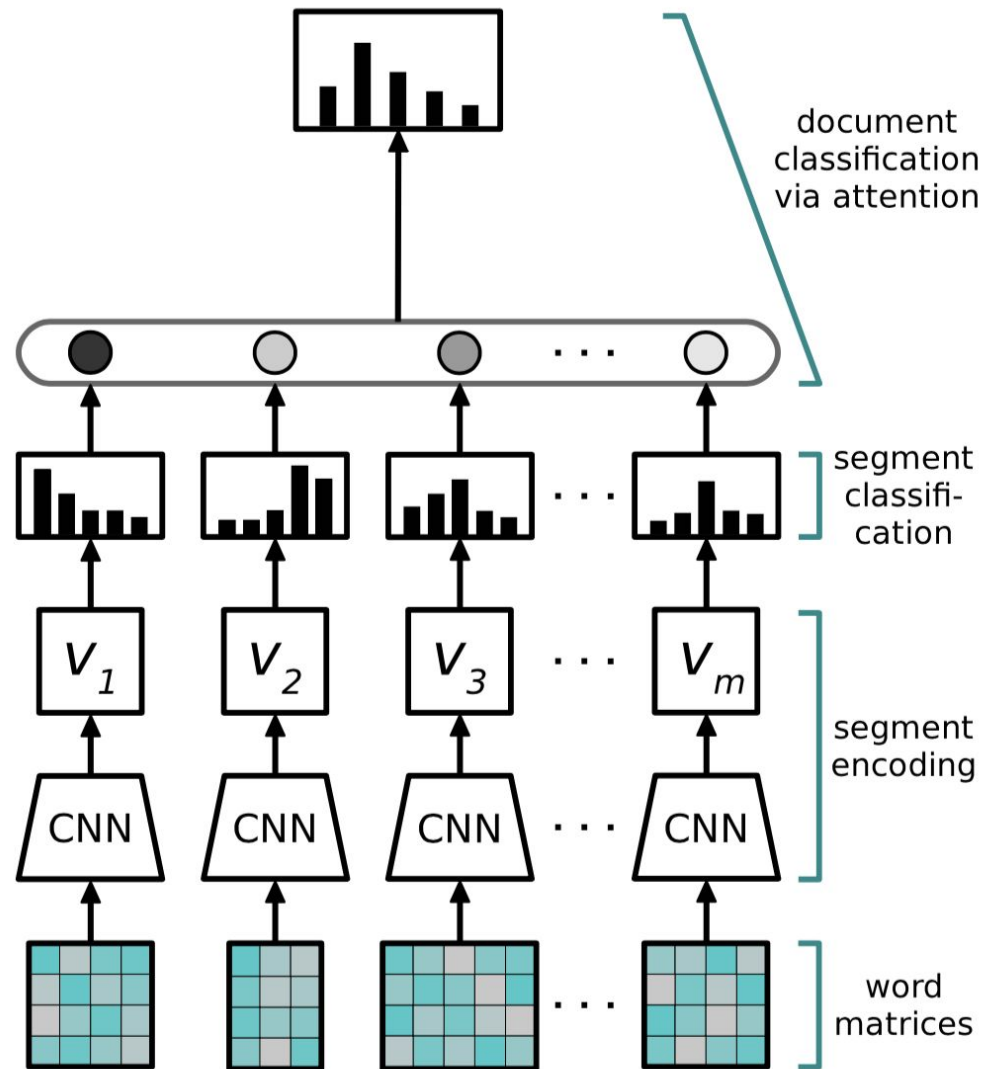 document
classification
via attention
. . .
segment
classifi-
cation
. . .
V1
V2
V3
. . .
Vm
segment
encoding
CNN
CNN
CNN
. . .
CNN
. . .
word
matrices